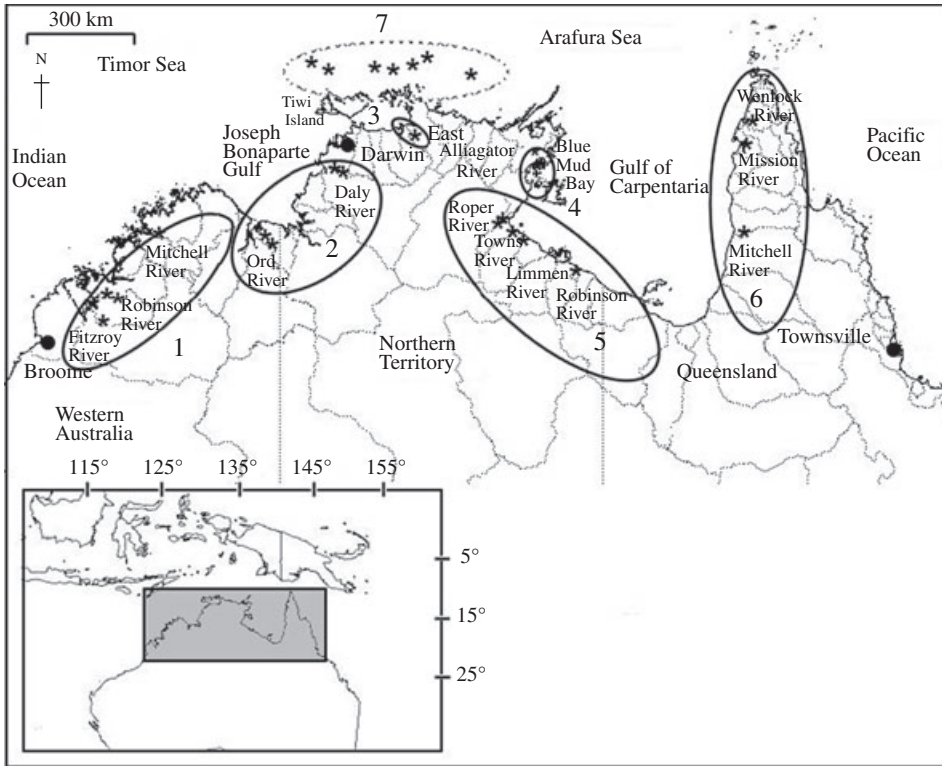 300 km
7
Arafura Sea
N
Timor Sea
Tiwi
Island
3
Wenlock
River
Joseph
Bonaparte
Gulf
Darwin
East
Alliagator
River
Blue
Mud
Bay
Gulf of
Carpentaria
Pacific
Ocean
Indian
Ocean
Mission
River
Daly
River
4
Roper
River
Towns
River
Mitchell
River
2
Ord
River
Limmen
River
Mitchell
River
Robinson
River
Robinson
River
6
Fitzroy
River
1
5
Townsville
Broome
Northern
Territory
Queensland
Western
Australia
115° 125° 135° 145° 155°
5°
15°
25°